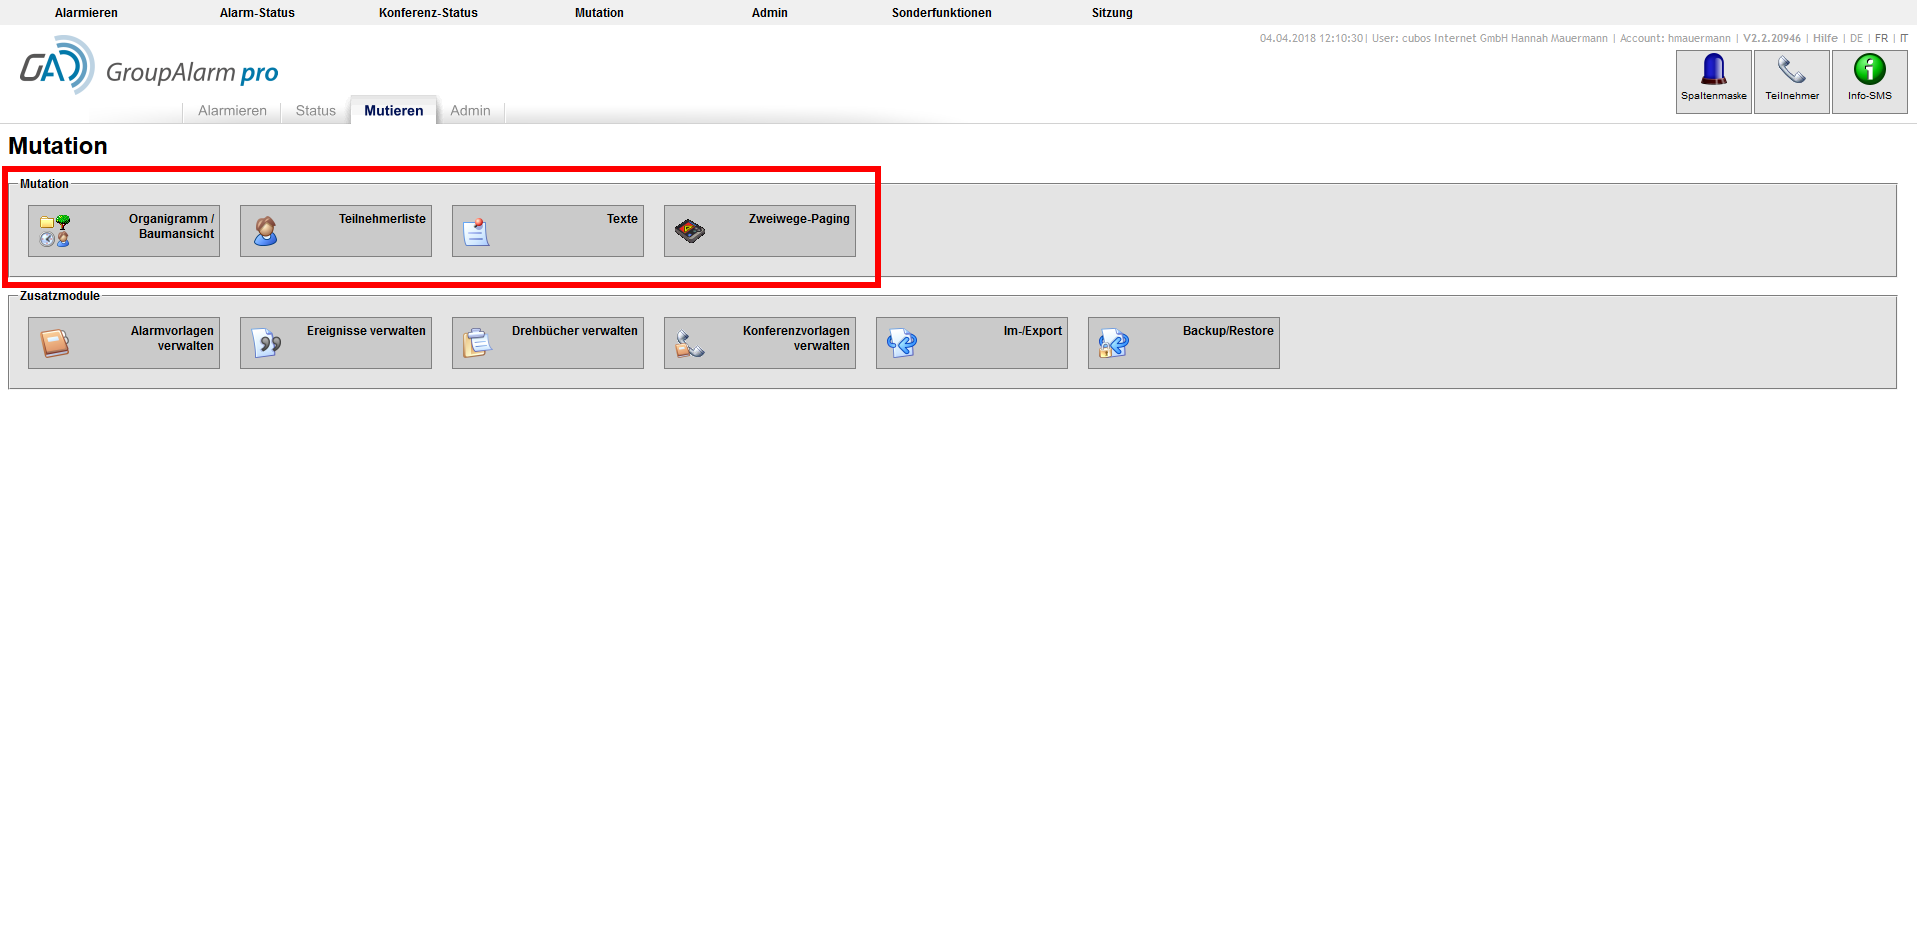 Alarmieren Alarm-Status Konferenz-Status Mutation Admin Sonderfunktionen Sitzung
04.04.2018 12:10:30| User: cubos Internet GmbH Hannah Mauermann | Account: hmauermann | V2.2.20946 | Hilfe | DE | FR | IT
GA GroupAlarm pro
Spaltenmaske Teilnehmer Info-SMS
Alarmieren Status Mutieren Admin
Mutation
Mutation
Organigramm /
Baumansicht
Teilnehmerliste
Texte
Zweiwege-Paging
Zusatzmodule
Alarmvorlagen
verwalten
Ereignisse verwalten
Drehbücher verwalten
Konferenzvorlagen
verwalten
Im-/Export
Backup/Restore